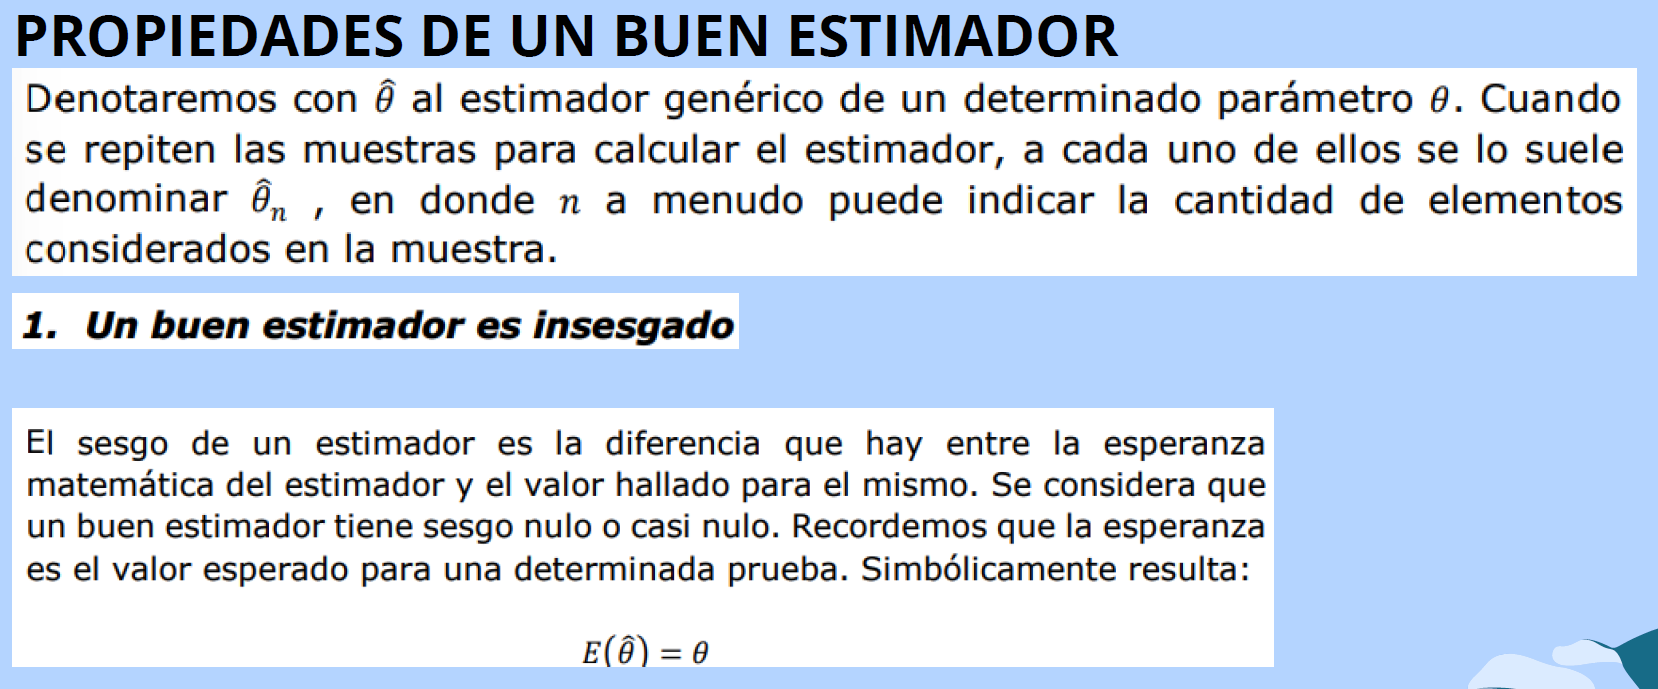 PROPIEDADES DE UN BUEN ESTIMADOR
Denotaremos con θ̂ al estimador genérico de un determinado parámetro θ. Cuando
se repiten las muestras para calcular el estimador, a cada uno de ellos se lo suele
denominar θ̂ₙ , en donde n a menudo puede indicar la cantidad de elementos
considerados en la muestra.
1. Un buen estimador es insesgado
El sesgo de un estimador es la diferencia que hay entre la esperanza
matemática del estimador y el valor hallado para el mismo. Se considera que
un buen estimador tiene sesgo nulo o casi nulo. Recordemos que la esperanza
es el valor esperado para una determinada prueba. Simbólicamente resulta:
E(θ̂) = θ